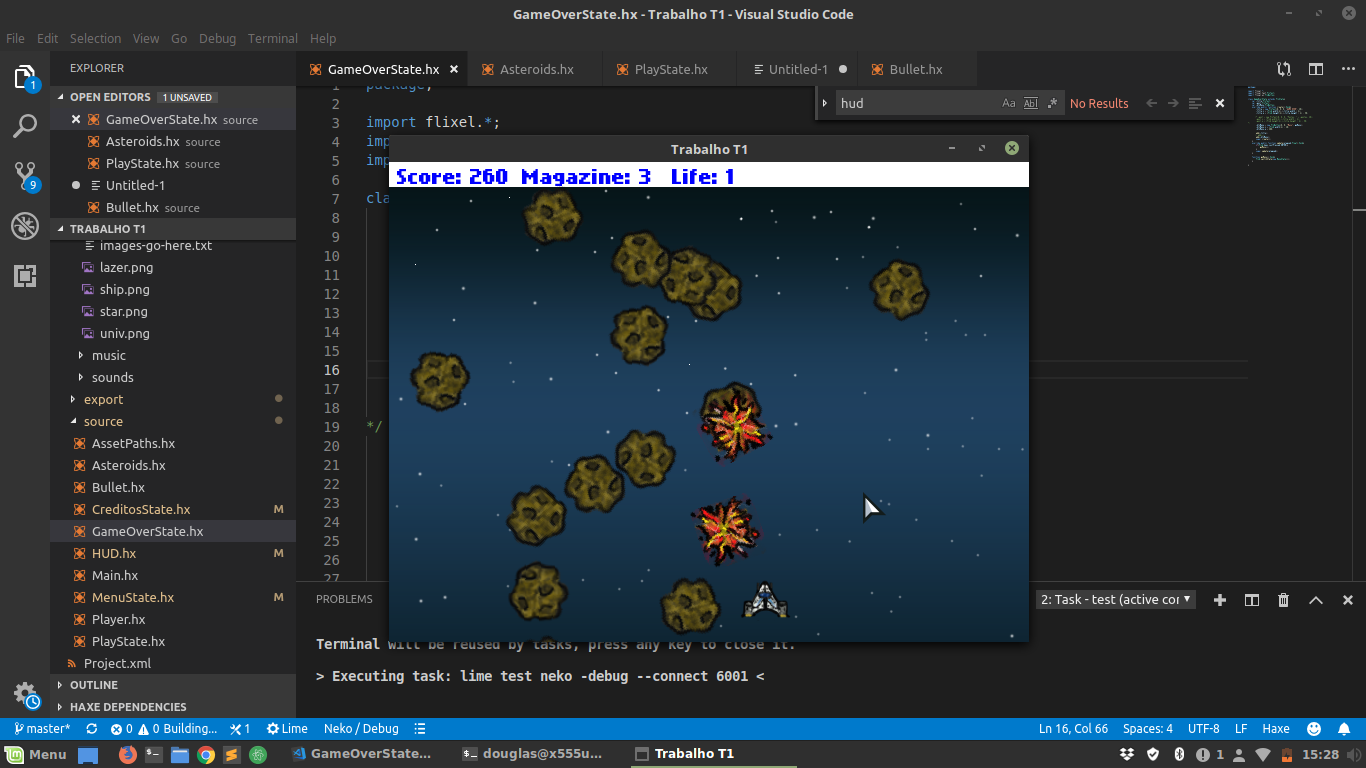 GameOverState.hx - Trabalho T1 - Visual Studio Code
File Edit Selection View Go Debug Terminal Help
EXPLORER
GameOverState.hx
Asteroids.hx
PlayState.hx
Untitled-1
Bullet.hx
OPEN EDITORS 1 UNSAVED
GameOverState.hx source
Asteroids.hx source
PlayState.hx source
Untitled-1
Bullet.hx source
TRABALHO T1
images-go-here.txt
lazer.png
ship.png
star.png
univ.png
music
sounds
export
source
AssetPaths.hx
Asteroids.hx
Bullet.hx
CreditosState.hx M
GameOverState.hx
HUD.hx M
Main.hx
MenuState.hx M
Player.hx
PlayState.hx
Project.xml
OUTLINE
HAXE DEPENDENCIES
hud Aa Abl .* No Results
1 package;
2
3 import flixel.*;
4 imp
5 imp
6
7 cla
8
9
10
11
12
13
14
15
16
17
18
19 */
20
21
22
23
24
25
26
27
Trabalho T1
Score: 260 Magazine: 3 Life: 1
PROBLEMS
2: Task - test (active cor
Terminal will be reused by tasks, press any key to close it.
> Executing task: lime test neko -debug --connect 6001 <
1
9
master* 0 0 Building... 1 Lime Neko / Debug
Ln 16, Col 66 Spaces: 4 UTF-8 LF Haxe
Menu
GameOverState...
douglas@x555u...
Trabalho T1
1
15:28